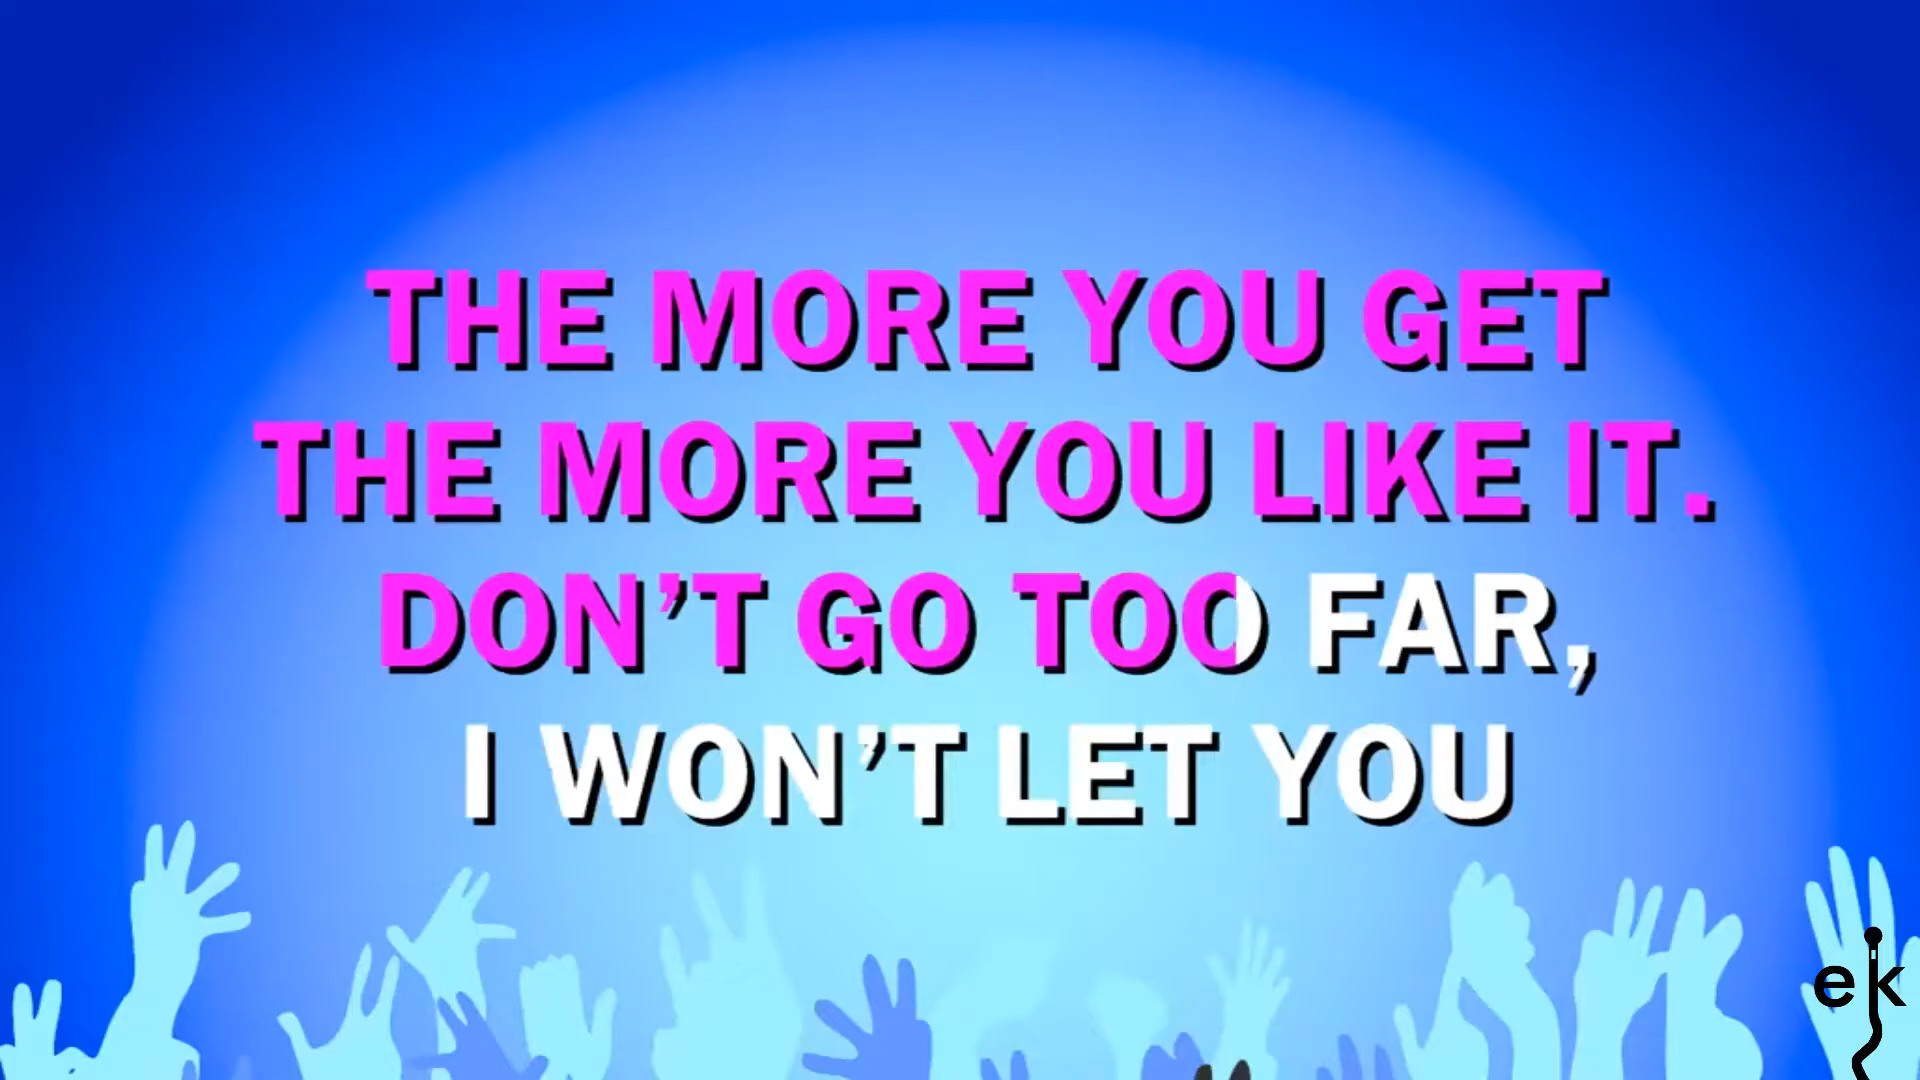 THE MORE YOU GET
THE MORE YOU LIKE IT.
DON’T GO TOO FAR,
I WON’T LET YOU
ek